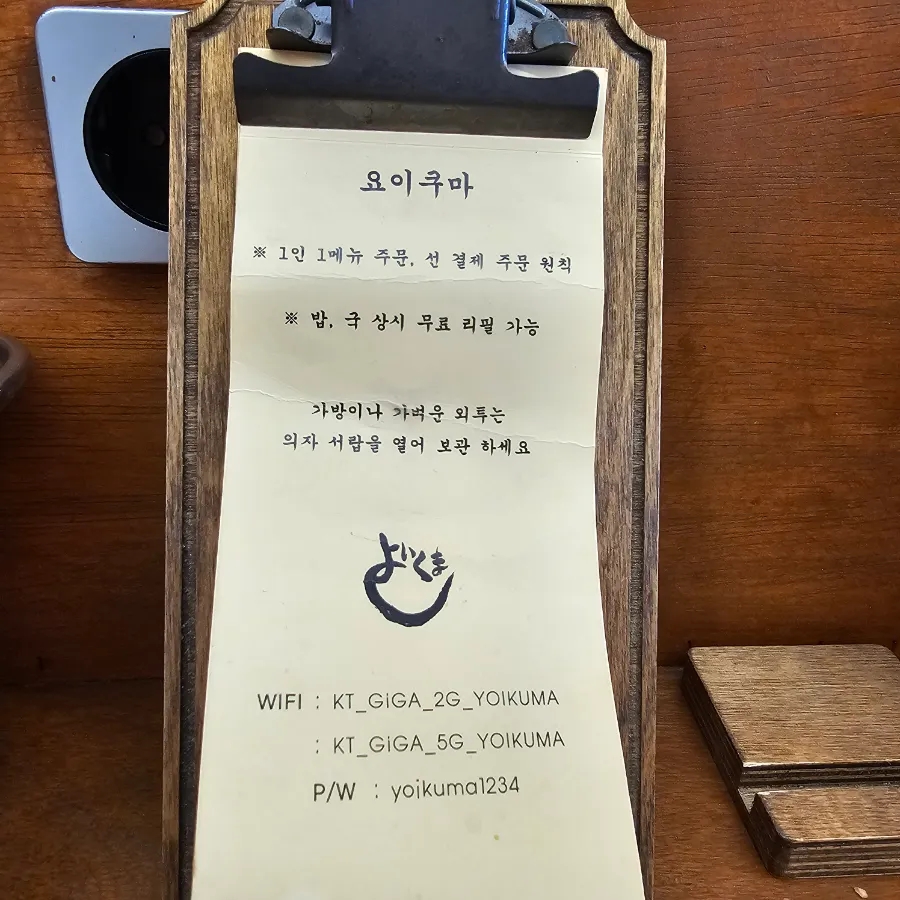 요이쿠마
※ 1인 1메뉴 주문, 선 결제 주문 원칙
※ 밥, 국 상시 무료 리필 가능
가방이나 가벼운 외투는
의자 서랍을 열어 보관 하세요
よいくま
WIFI : KT_GiGA_2G_YOIKUMA
: KT_GiGA_5G_YOIKUMA
P/W : yoikuma1234